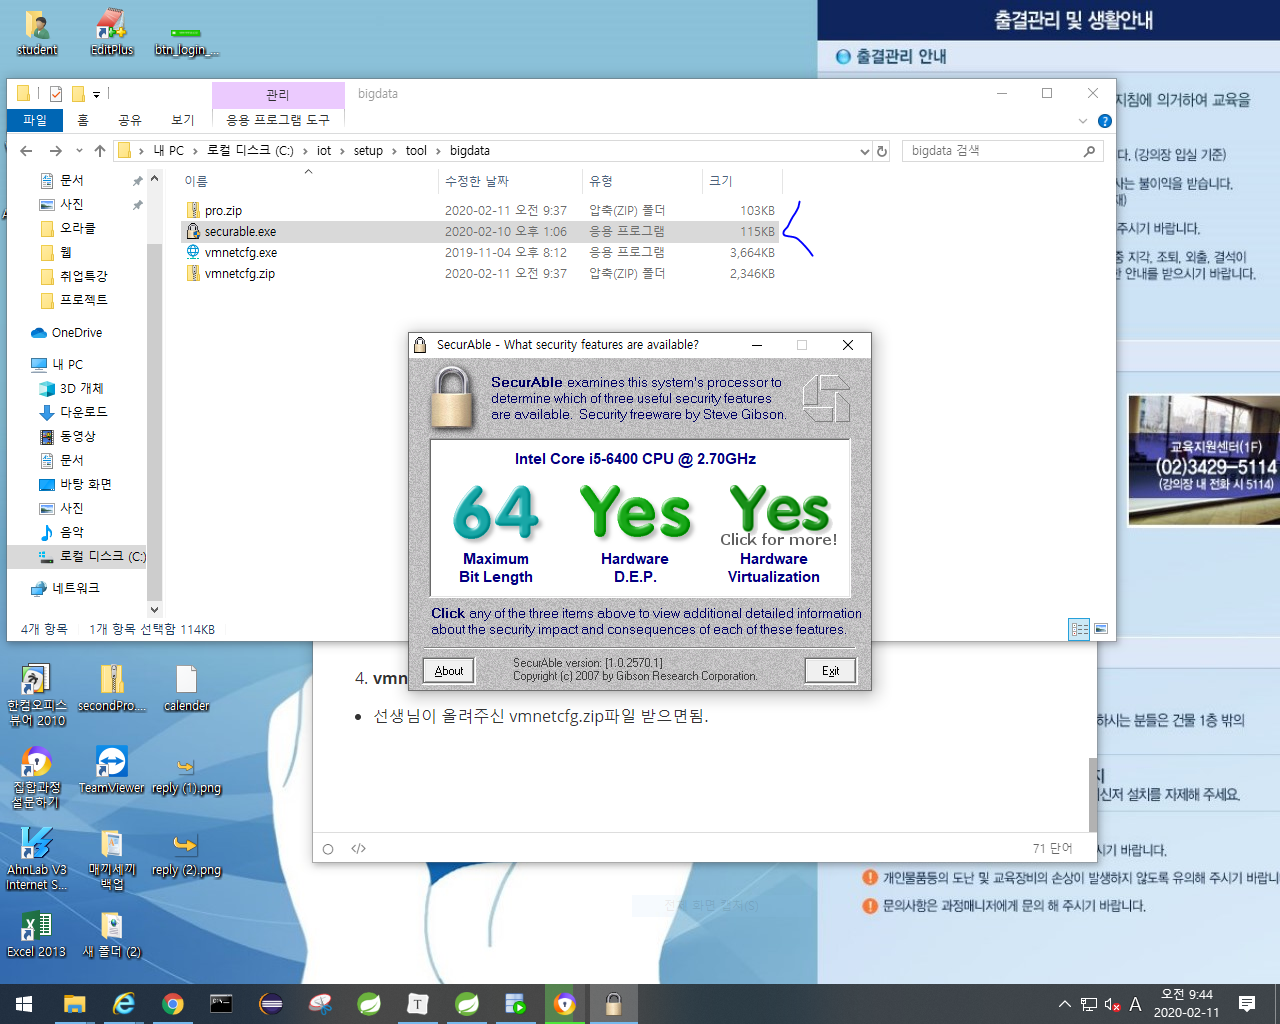 student
EditPlus
btn_login_...
출결관리 및 생활안내
출결관리 안내
관리
bigdata
파일
홈
공유
보기
응용 프로그램 도구
내 PC
로컬 디스크 (C:)
iot
setup
tool
bigdata
bigdata 검색
문서
사진
오라클
웹
취업특강
프로젝트
OneDrive
내 PC
3D 개체
다운로드
동영상
문서
바탕 화면
사진
음악
로컬 디스크 (C:)
네트워크
이름
수정한 날짜
유형
크기
pro.zip
2020-02-11 오전 9:37
압축(ZIP) 폴더
103KB
securable.exe
2020-02-10 오후 1:06
응용 프로그램
115KB
vmnetcfg.exe
2019-11-04 오후 8:12
응용 프로그램
3,664KB
vmnetcfg.zip
2020-02-11 오전 9:37
압축(ZIP) 폴더
2,346KB
4개 항목
1개 항목 선택함 114KB
지침에 의거하여 교육을
다. (강의장 입실 기준)
사는 불이익을 받습니다.
주시기 바랍니다.
중 지각, 조퇴, 외출, 결석이
한 안내를 받으시기 바랍니다.
교육지원센터(1F)
(02)3429-5114
(강의장 내 전화 시 5114)
SecurAble - What security features are available?
SecurAble examines this system's processor to
determine which of three useful security features
are available. Security freeware by Steve Gibson.
Intel Core i5-6400 CPU @ 2.70GHz
64
Yes
Yes
Click for more!
Maximum
Bit Length
Hardware
D.E.P.
Hardware
Virtualization
Click any of the three items above to view additional detailed information
about the security impact and consequences of each of these features.
About
SecurAble version: [1.0.2570.1]
Copyright (c) 2007 by Gibson Research Corporation.
Exit
4. vmn
선생님이 올려주신 vmnetcfg.zip파일 받으면됨.
</>
71 단어
한컴오피스
뷰어 2010
secondPro....
calender
집합과정
설문하기
TeamViewer
reply (1).png
AhnLab V3
Internet S...
매끼세끼
백업
reply (2).png
Excel 2013
새 폴더 (2)
하시는 분들은 건물 1층 밖의
지
신저 설치를 자제해 주세요.
시기 바랍니다.
개인물품등의 도난 및 교육장비의 손상이 발생하지 않도록 유의해 주시기 바랍니
문의사항은 과정매니저에게 문의 해 주시기 바랍니다.
A
오전 9:44
2020-02-11